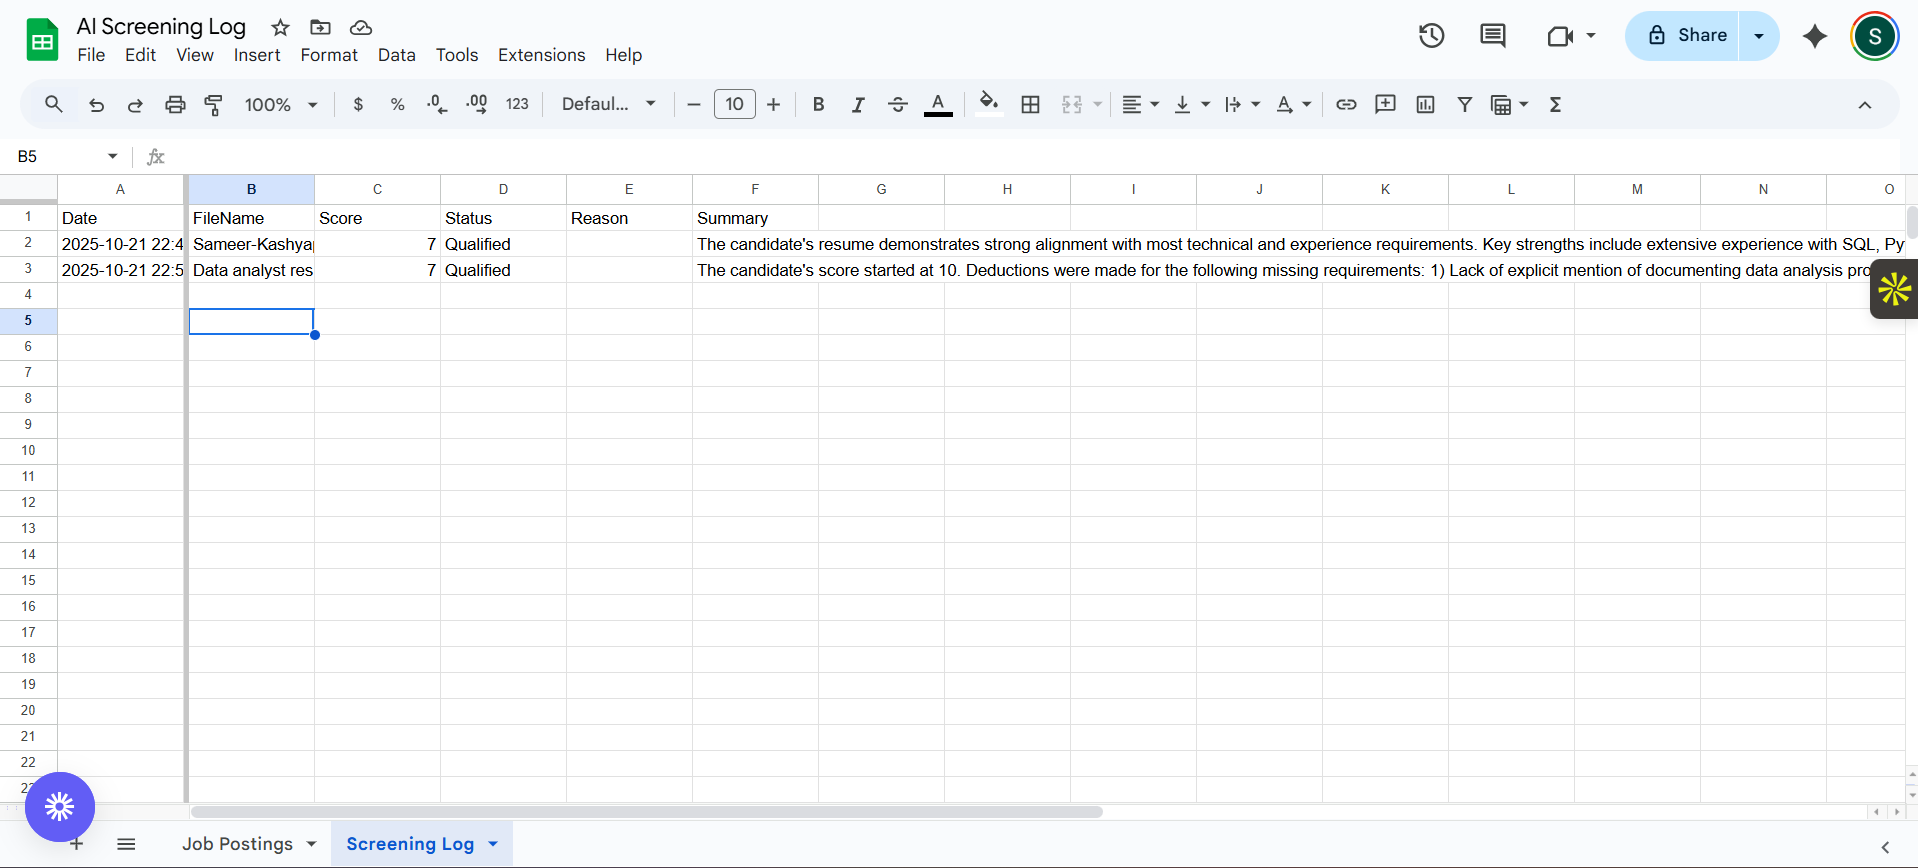 AI Screening Log
File Edit View Insert Format Data Tools Extensions Help
Share
S
100% $ % .0 .00 123 Defaul... 10 B I S A Σ
B5 fx
A B C D E F G H I J K L M N O
1 Date FileName Score Status Reason Summary
2 2025-10-21 22:4 Sameer-Kashya 7 Qualified The candidate's resume demonstrates strong alignment with most technical and experience requirements. Key strengths include extensive experience with SQL, Py
3 2025-10-21 22:5 Data analyst res 7 Qualified The candidate's score started at 10. Deductions were made for the following missing requirements: 1) Lack of explicit mention of documenting data analysis pro
4
5
6
7
8
9
10
11
12
13
14
15
16
17
18
19
20
21
22
Job Postings Screening Log